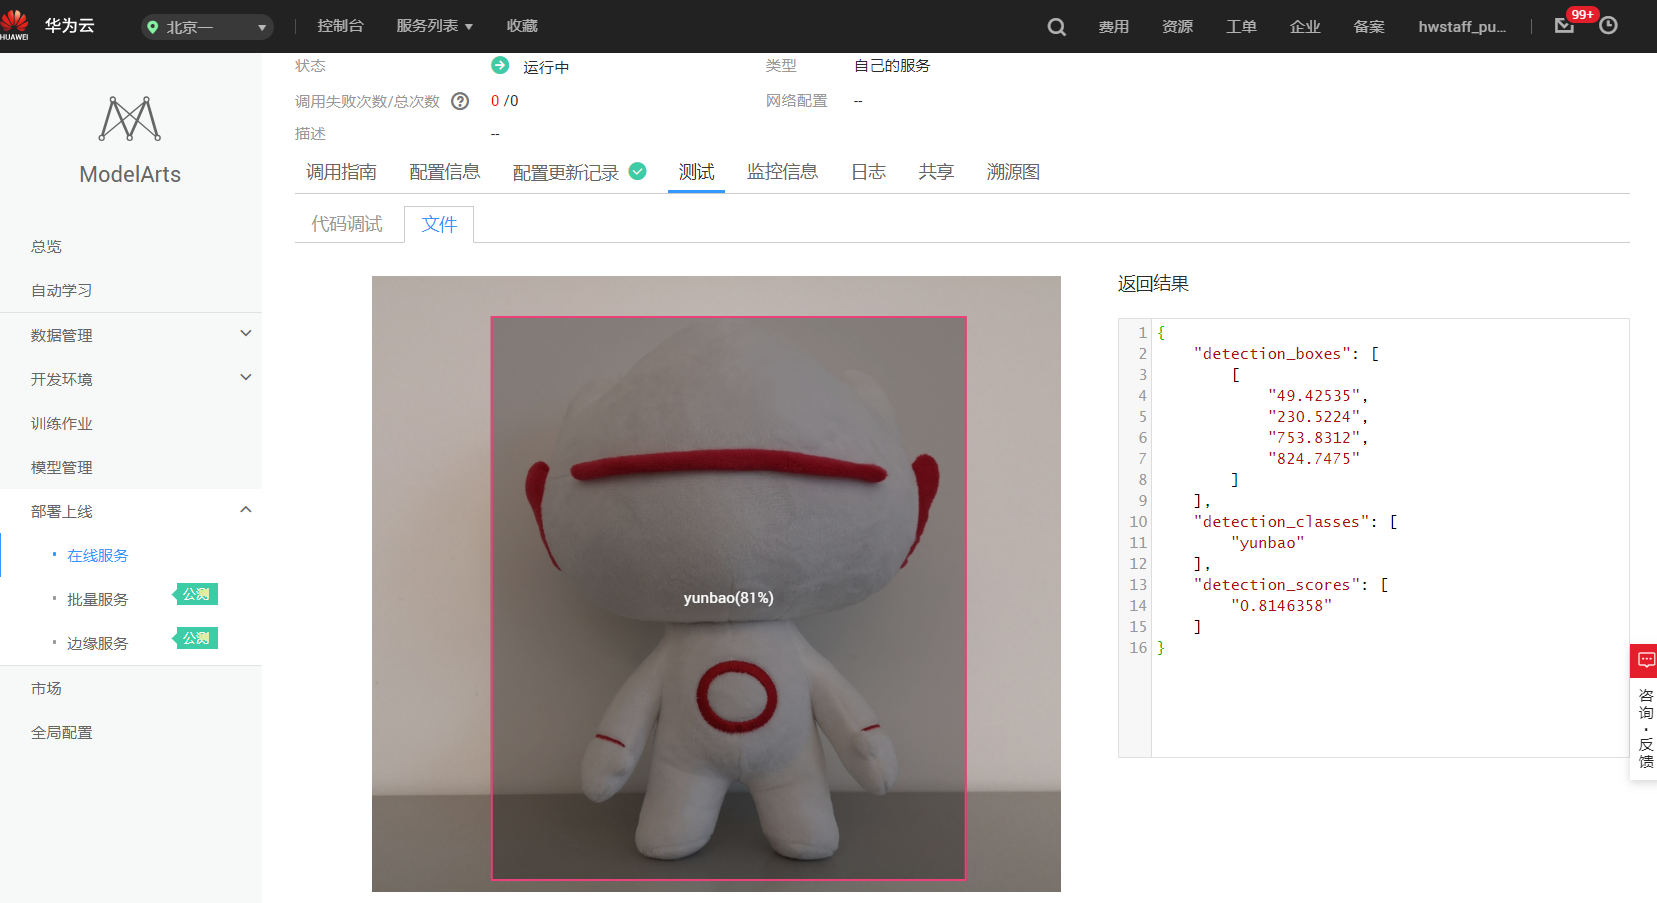 HUAWEI
华为云
北京一
控制台
服务列表
收藏
费用
资源
工单
企业
备案
hwstaff_pu...
99+
ModelArts
总览
自动学习
数据管理
开发环境
训练作业
模型管理
部署上线
在线服务
批量服务
公测
边缘服务
公测
市场
全局配置
状态
运行中
类型
自己的服务
调用失败次数/总次数
?
0 /0
网络配置
--
描述
--
调用指南
配置信息
配置更新记录
测试
监控信息
日志
共享
溯源图
代码调试
文件
yunbao(81%)
返回结果
1 {
2 "detection_boxes": [
3 [
4 "49.42535",
5 "230.5224",
6 "753.8312",
7 "824.7475"
8 ]
9 ],
10 "detection_classes": [
11 "yunbao"
12 ],
13 "detection_scores": [
14 "0.8146358"
15 ]
16 }
咨询·反馈